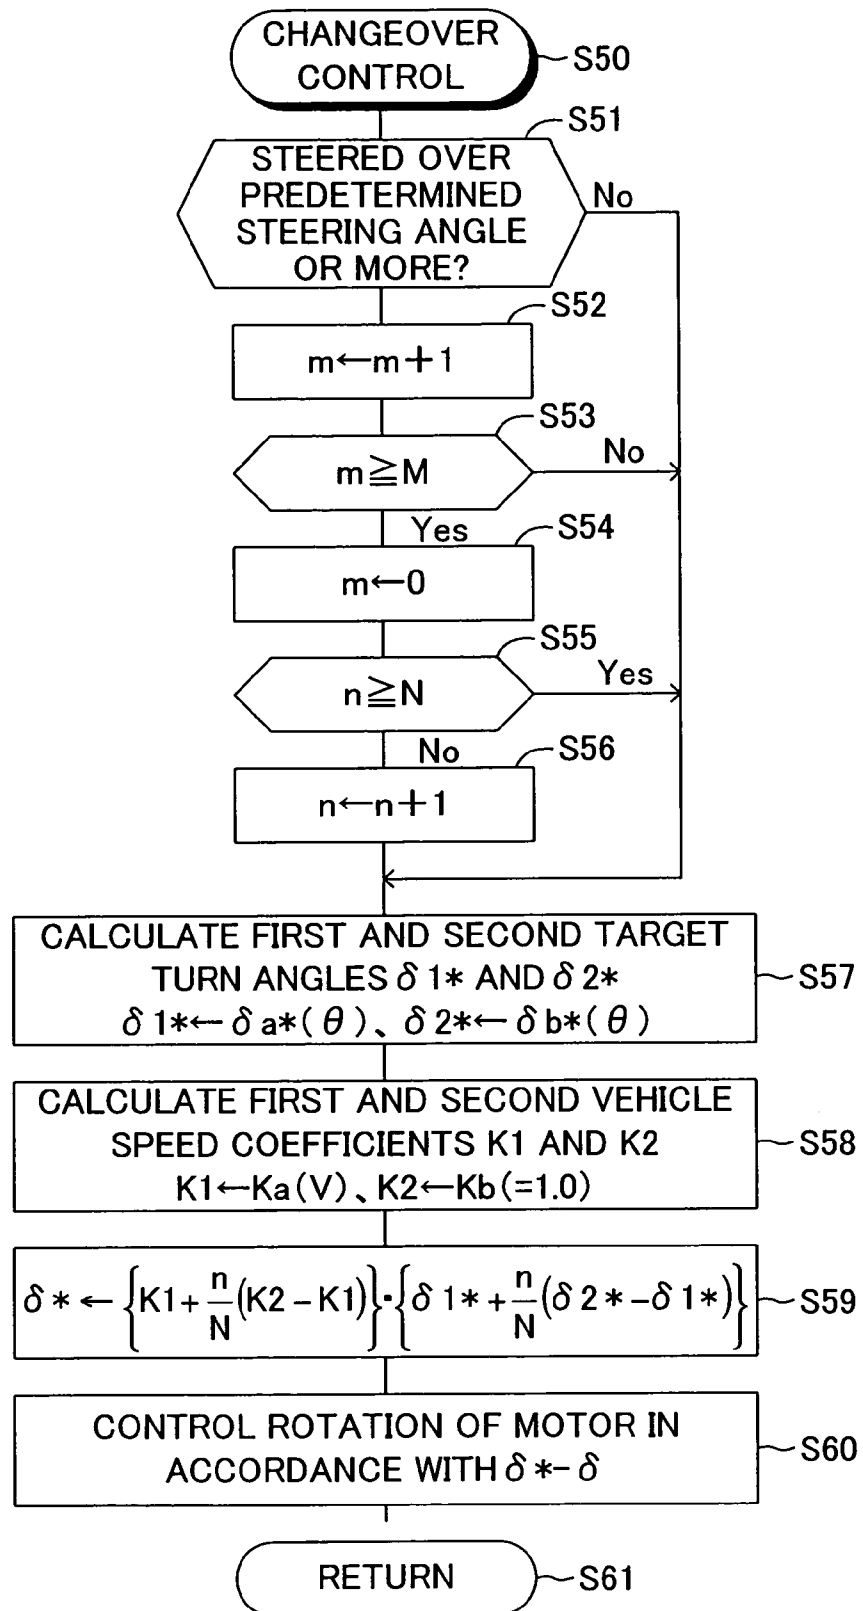 CHANGEOVER
CONTROL
S50
S51
STEERED OVER
PREDETERMINED
STEERING ANGLE
OR MORE?
No
S52
m←m+1
S53
m≧M
No
Yes
S54
m←0
S55
n≧N
Yes
No
S56
n←n+1
CALCULATE FIRST AND SECOND TARGET
TURN ANGLES δ1* AND δ2*
δ1*←δa*(θ)、δ2*←δb*(θ)
S57
CALCULATE FIRST AND SECOND VEHICLE
SPEED COEFFICIENTS K1 AND K2
K1←Ka(V)、K2←Kb(=1.0)
S58
δ*←{K1+n/N(K2-K1)}·{δ1*+n/N(δ2*-δ1*)}
S59
CONTROL ROTATION OF MOTOR IN
ACCORDANCE WITH δ*-δ
S60
RETURN
S61